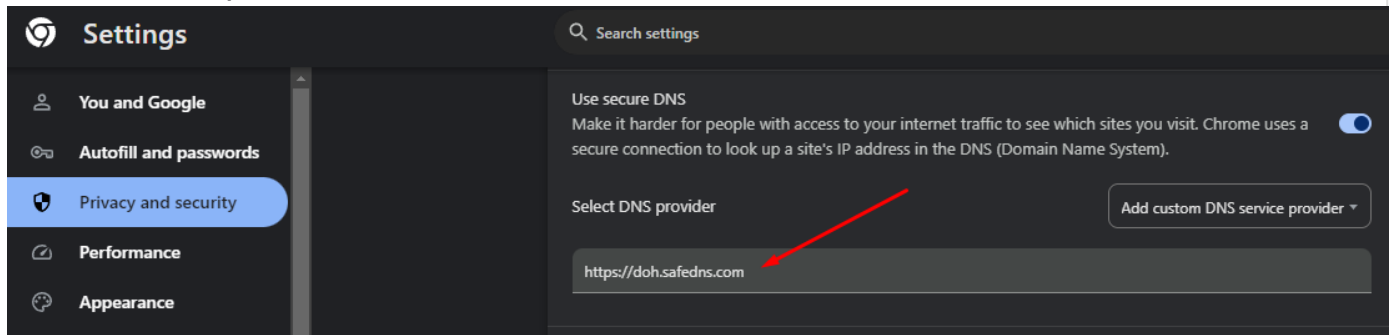 Settings
Search settings
You and Google
Autofill and passwords
Privacy and security
Performance
Appearance
Use secure DNS
Make it harder for people with access to your internet traffic to see which sites you visit. Chrome uses a
secure connection to look up a site's IP address in the DNS (Domain Name System).
Select DNS provider
Add custom DNS service provider
https://doh.safedns.com